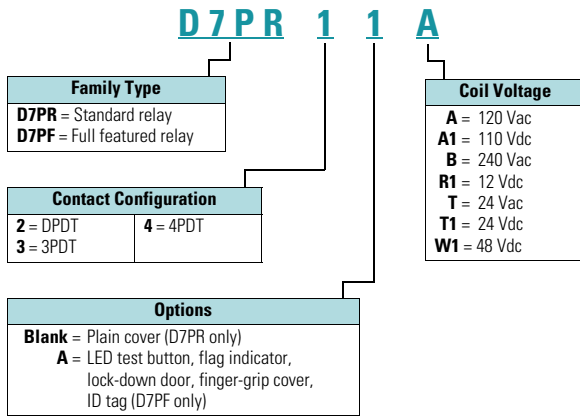 D7PR 1 1 A
Family Type
D7PR = Standard relay
D7PF = Full featured relay
Contact Configuration
2 = DPDT
3 = 3PDT
4 = 4PDT
Options
Blank = Plain cover (D7PR only)
A = LED test button, flag indicator,
lock-down door, finger-grip cover,
ID tag (D7PF only)
Coil Voltage
A = 120 Vac
A1 = 110 Vdc
B = 240 Vac
R1 = 12 Vdc
T = 24 Vac
T1 = 24 Vdc
W1 = 48 Vdc